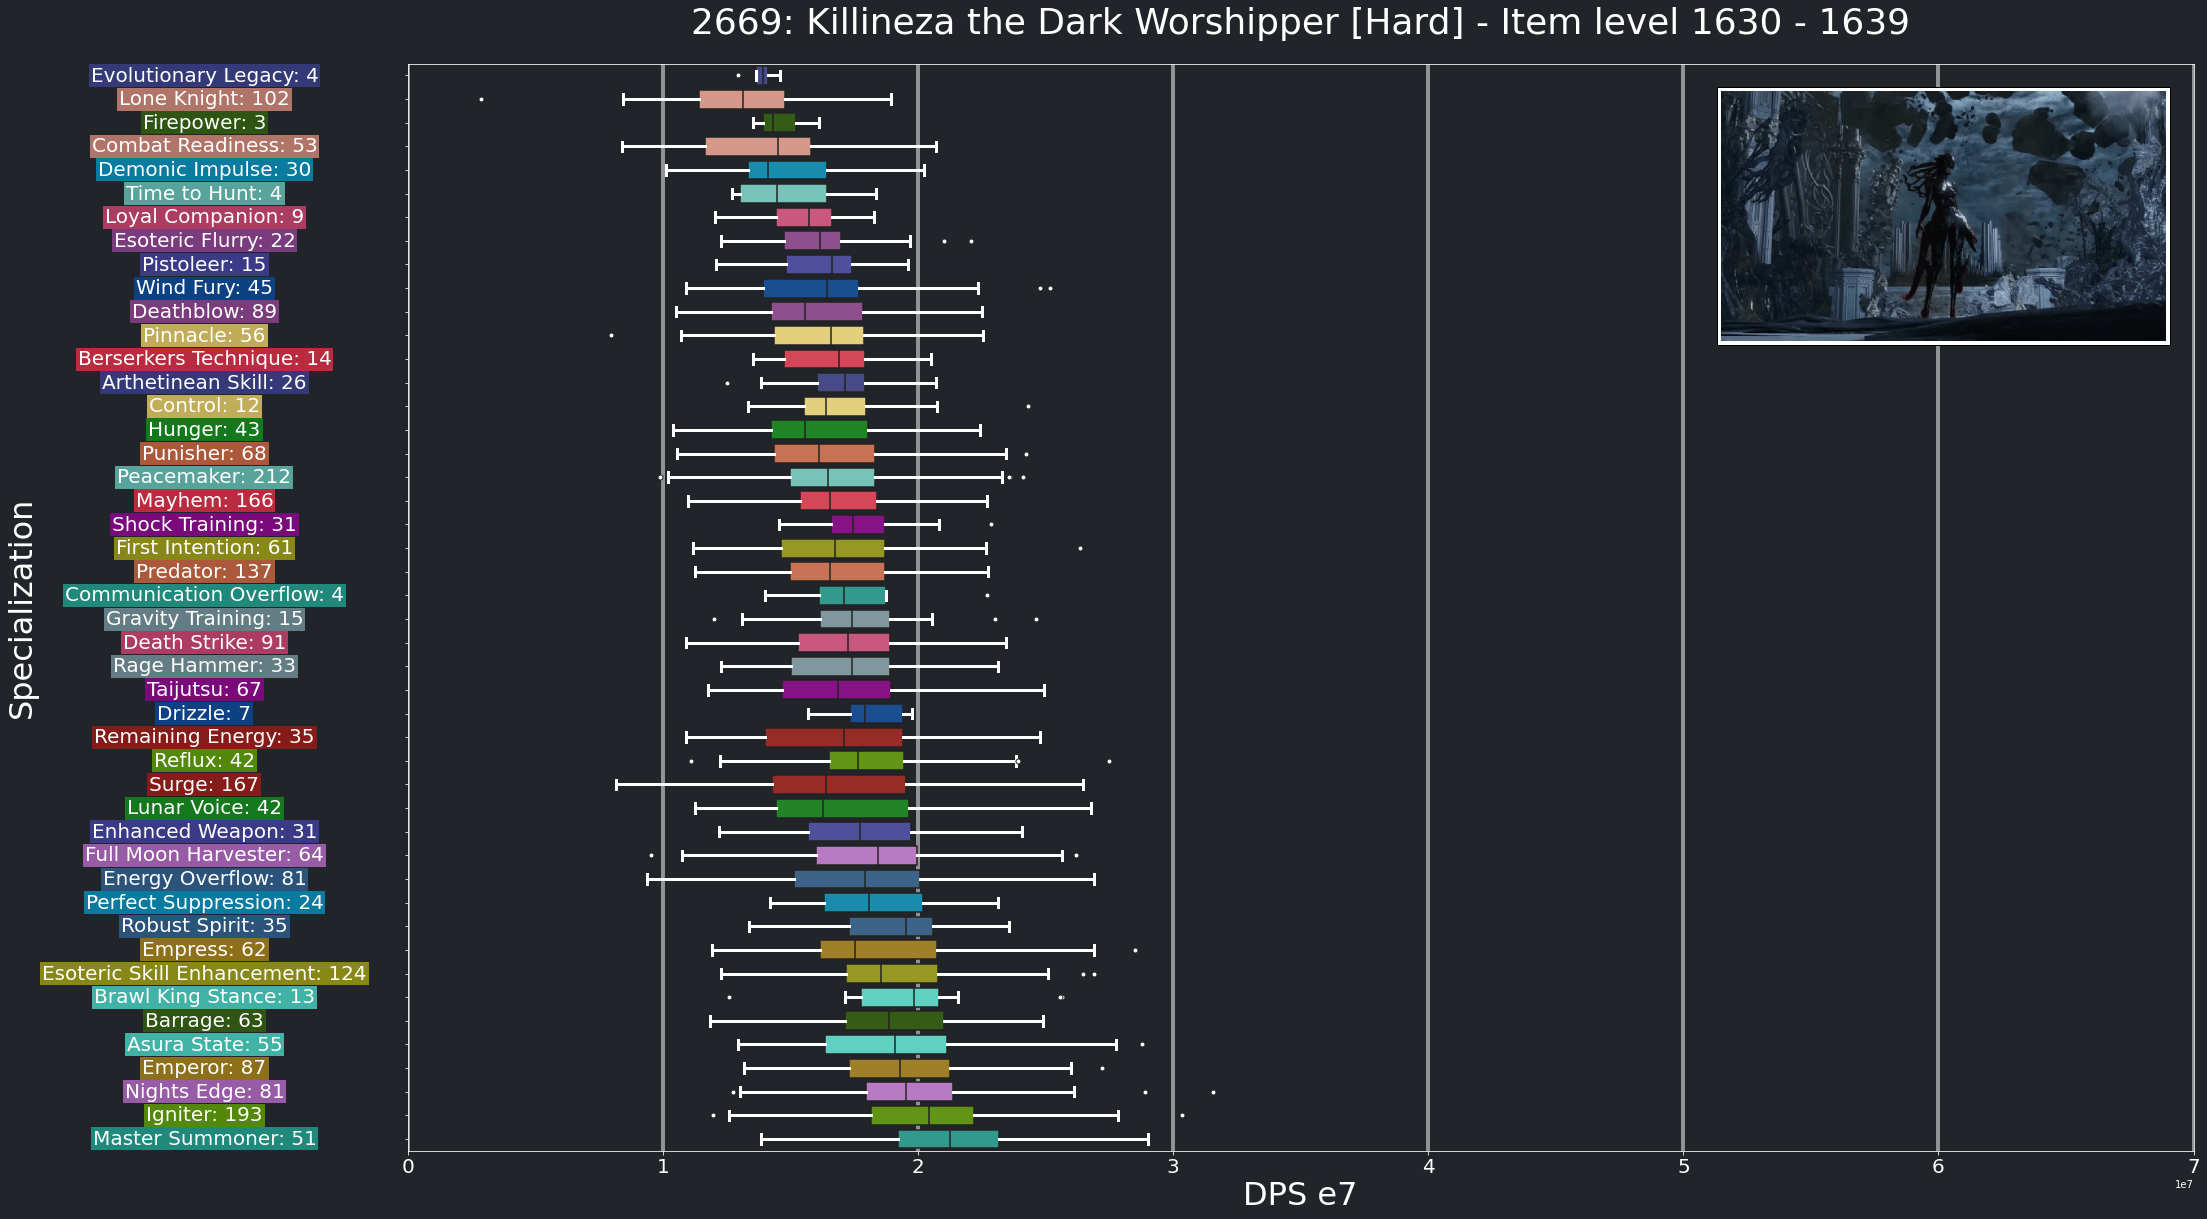 2669: Killineza the Dark Worshipper [Hard] - Item level 1630 - 1639
Evolutionary Legacy: 4
Lone Knight: 102
Firepower: 3
Combat Readiness: 53
Demonic Impulse: 30
Time to Hunt: 4
Loyal Companion: 9
Esoteric Flurry: 22
Pistoleer: 15
Wind Fury: 45
Deathblow: 89
Pinnacle: 56
Berserkers Technique: 14
Arthetinean Skill: 26
Control: 12
Hunger: 43
Punisher: 68
Peacemaker: 212
Mayhem: 166
Shock Training: 31
First Intention: 61
Predator: 137
Communication Overflow: 4
Gravity Training: 15
Death Strike: 91
Rage Hammer: 33
Taijutsu: 67
Drizzle: 7
Remaining Energy: 35
Reflux: 42
Surge: 167
Lunar Voice: 42
Enhanced Weapon: 31
Full Moon Harvester: 64
Energy Overflow: 81
Perfect Suppression: 24
Robust Spirit: 35
Empress: 62
Esoteric Skill Enhancement: 124
Brawl King Stance: 13
Barrage: 63
Asura State: 55
Emperor: 87
Nights Edge: 81
Igniter: 193
Master Summoner: 51
Specialization
0 1 2 3 4 5 6 7
1e7
DPS e7